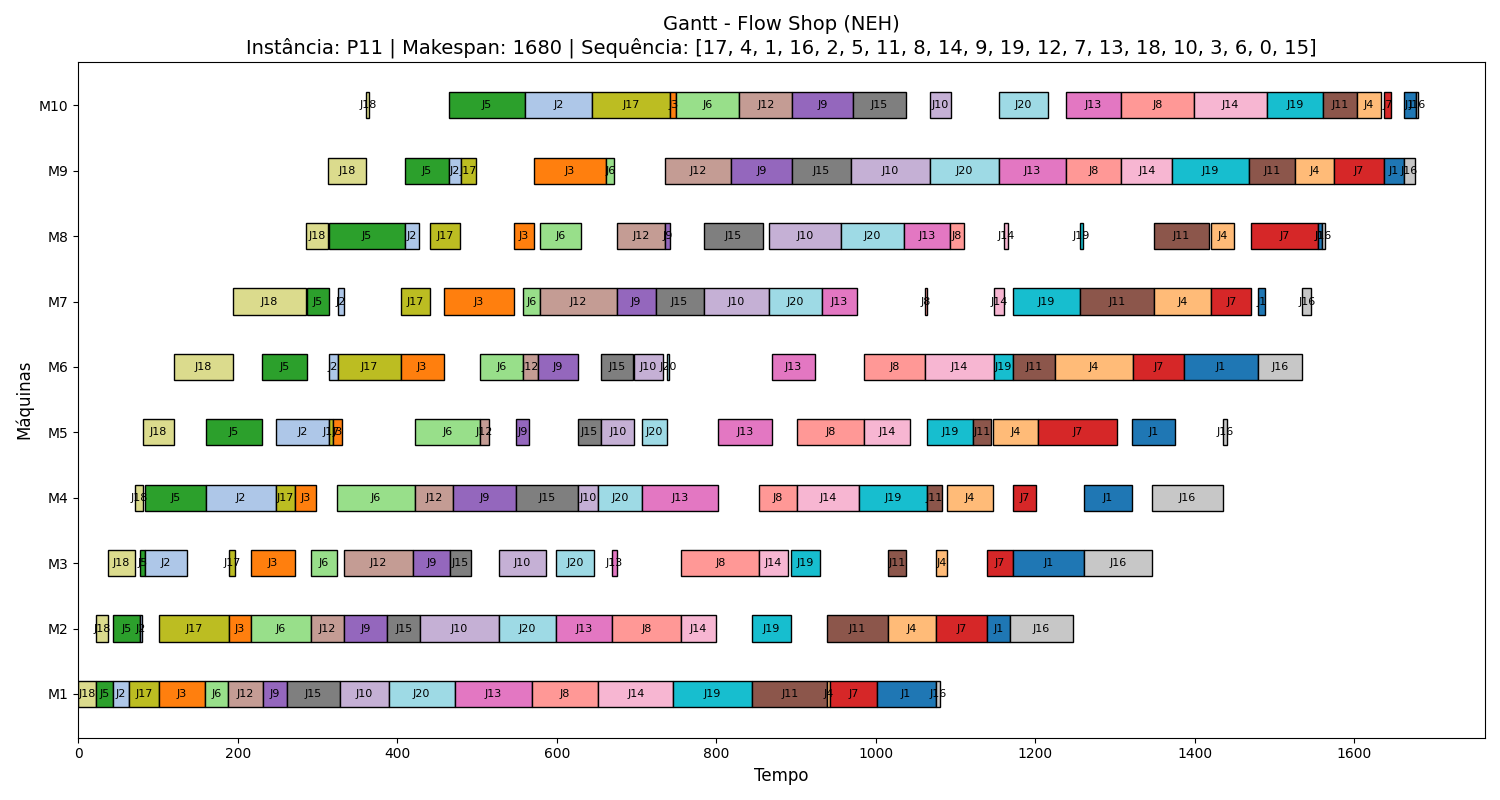 Gantt - Flow Shop (NEH)
Instância: P11 | Makespan: 1680 | Sequência: [17, 4, 1, 16, 2, 5, 11, 8, 14, 9, 19, 12, 7, 13, 18, 10, 3, 6, 0, 15]
Máquinas
M10 J18 J5 J2 J17 J3 J6 J12 J9 J15 J10 J20 J13 J8 J14 J19 J11 J4 J7 J1 J16
M9 J18 J5 J2 J17 J3 J6 J12 J9 J15 J10 J20 J13 J8 J14 J19 J11 J4 J7 J1 J16
M8 J18 J5 J2 J17 J3 J6 J12 J9 J15 J10 J20 J13 J8 J14 J19 J11 J4 J7 J1 J16
M7 J18 J5 J2 J17 J3 J6 J12 J9 J15 J10 J20 J13 J8 J14 J19 J11 J4 J7 J1 J16
M6 J18 J5 J2 J17 J3 J6 J12 J9 J15 J10 J20 J13 J8 J14 J19 J11 J4 J7 J1 J16
M5 J18 J5 J2 J17 J3 J6 J12 J9 J15 J10 J20 J13 J8 J14 J19 J11 J4 J7 J1 J16
M4 J18 J5 J2 J17 J3 J6 J12 J9 J15 J10 J20 J13 J8 J14 J19 J11 J4 J7 J1 J16
M3 J18 J5 J2 J17 J3 J6 J12 J9 J15 J10 J20 J13 J8 J14 J19 J11 J4 J7 J1 J16
M2 J18 J5 J2 J17 J3 J6 J12 J9 J15 J10 J20 J13 J8 J14 J19 J11 J4 J7 J1 J16
M1 J18 J5 J2 J17 J3 J6 J12 J9 J15 J10 J20 J13 J8 J14 J19 J11 J4 J7 J1 J16
0 200 400 600 800 1000 1200 1400 1600
Tempo